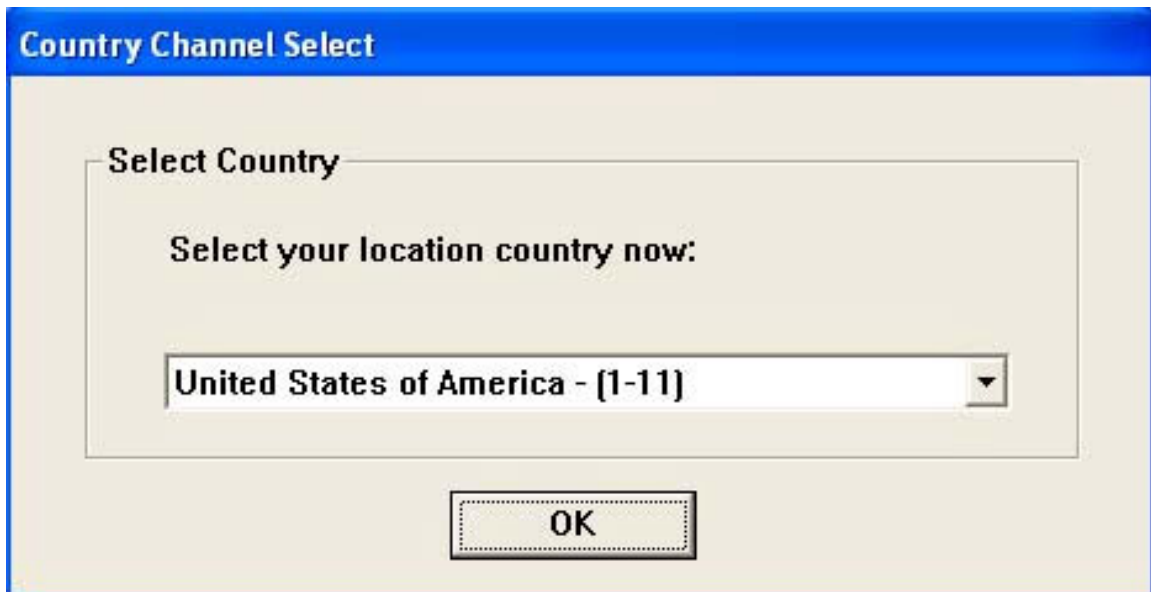 Country Channel Select
Select Country
Select your location country now:
United States of America - (1-11)
OK